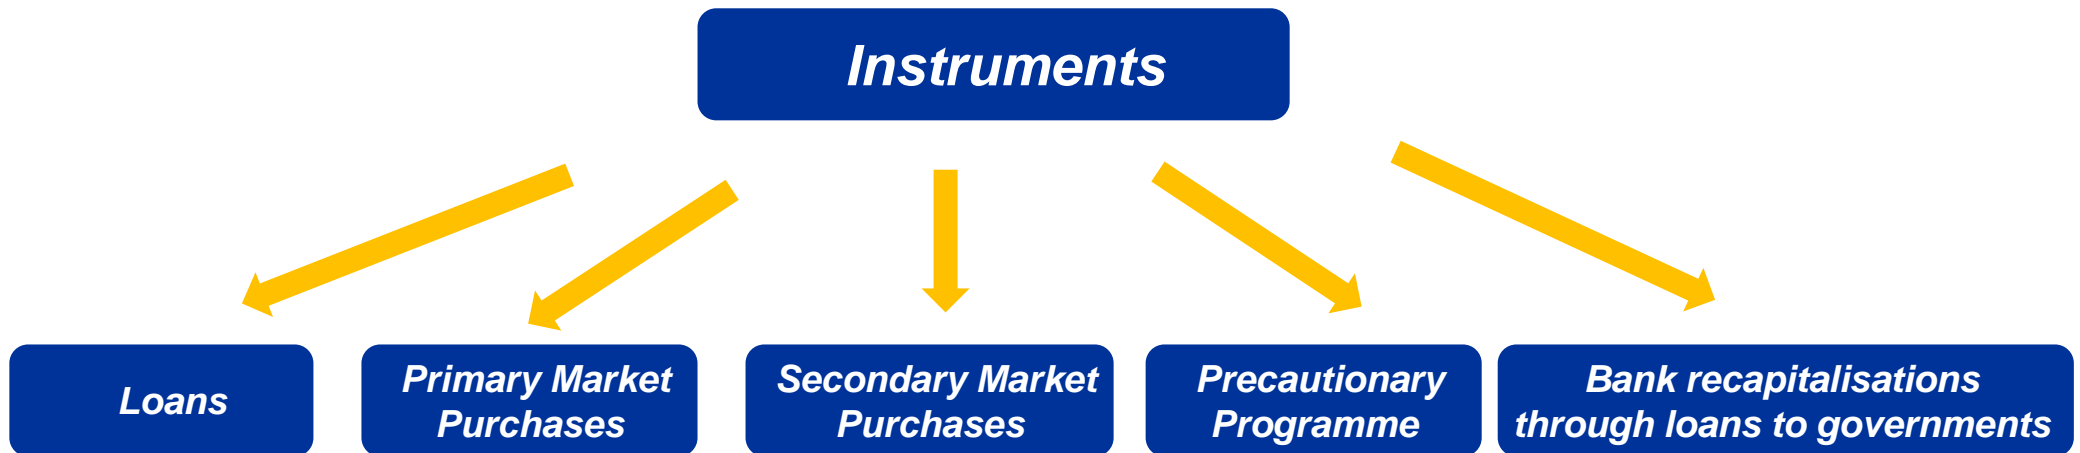 Instruments
Loans
Primary Market
Purchases
Secondary Market
Purchases
Precautionary
Programme
Bank recapitalisations
through loans to governments